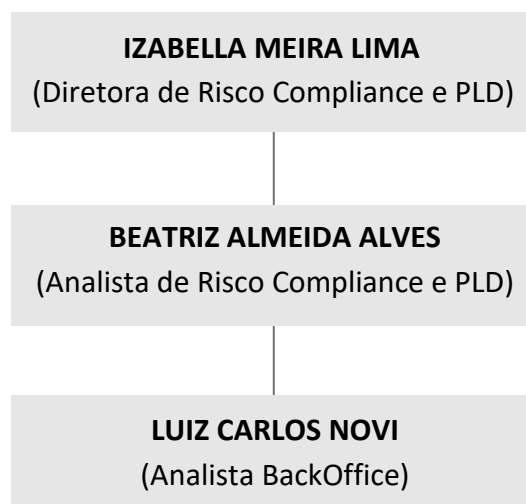 IZABELLA MEIRA LIMA
(Diretora de Risco Compliance e PLD)
BEATRIZ ALMEIDA ALVES
(Analista de Risco Compliance e PLD)
LUIZ CARLOS NOVI
(Analista BackOffice)